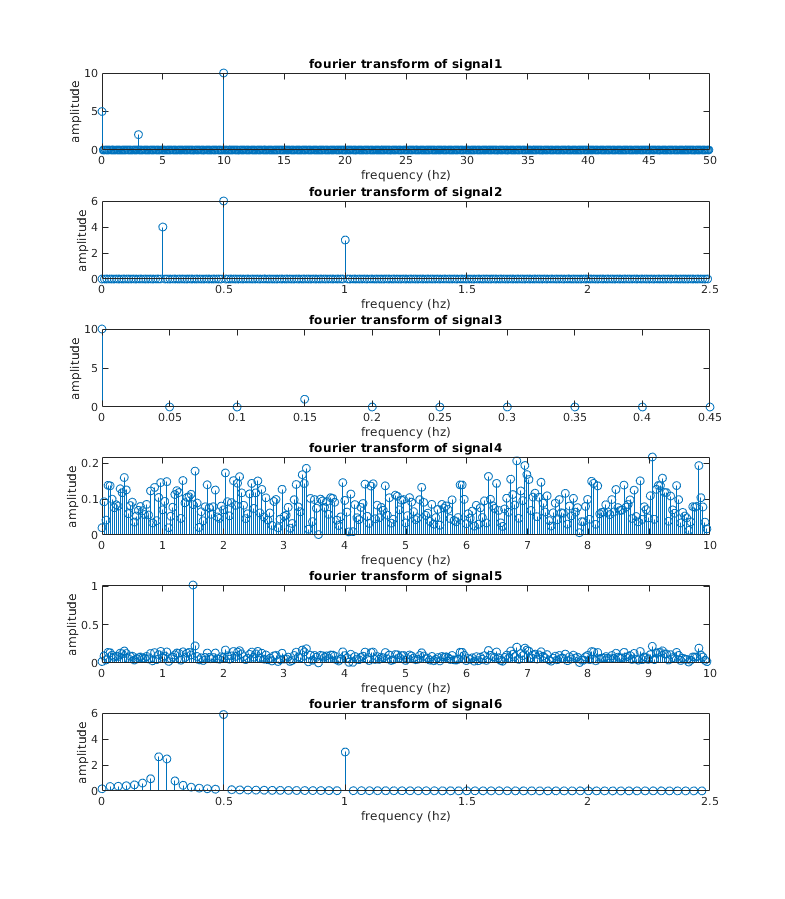 fourier transform of signal1
10
5
0
amplitude
0 5 10 15 20 25 30 35 40 45 50
frequency (hz)
fourier transform of signal2
6
4
2
0
amplitude
0 0.5 1 1.5 2 2.5
frequency (hz)
fourier transform of signal3
10
5
0
amplitude
0 0.05 0.1 0.15 0.2 0.25 0.3 0.35 0.4 0.45
frequency (hz)
fourier transform of signal4
0.2
0.1
0
amplitude
0 1 2 3 4 5 6 7 8 9 10
frequency (hz)
fourier transform of signal5
1
0.5
0
amplitude
0 1 2 3 4 5 6 7 8 9 10
frequency (hz)
fourier transform of signal6
6
4
2
0
amplitude
0 0.5 1 1.5 2 2.5
frequency (hz)